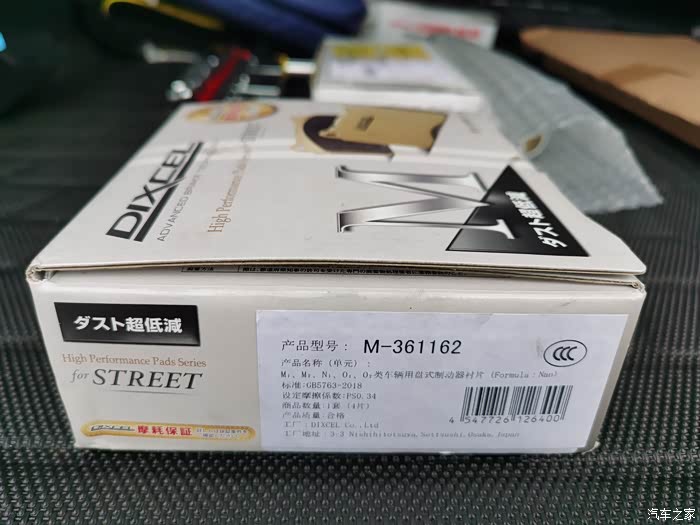 DIXCEL
ADVANCED BRAKE
High Performance Pads
M
ダスト超低減
ダスト超低減
High Performance Pads Series
for STREET
DIXCEL 摩耗保証
产品型号: M-361162
产品名称(单元):
M₁, M₂, N₁, O₁, O₂类车辆用盘式制动器衬片 (Formula:Nao)
标准:GB5763-2018
设定摩擦係数:PS0.34
商品数量:1套 (4片)
产品质量:合格
工厂:DIXCEL Co.,Ltd
工厂地址:3-3 Nishihitotsuya, Settsushi, Osaka, Japan
CCC
4 547726 126400
汽车之家